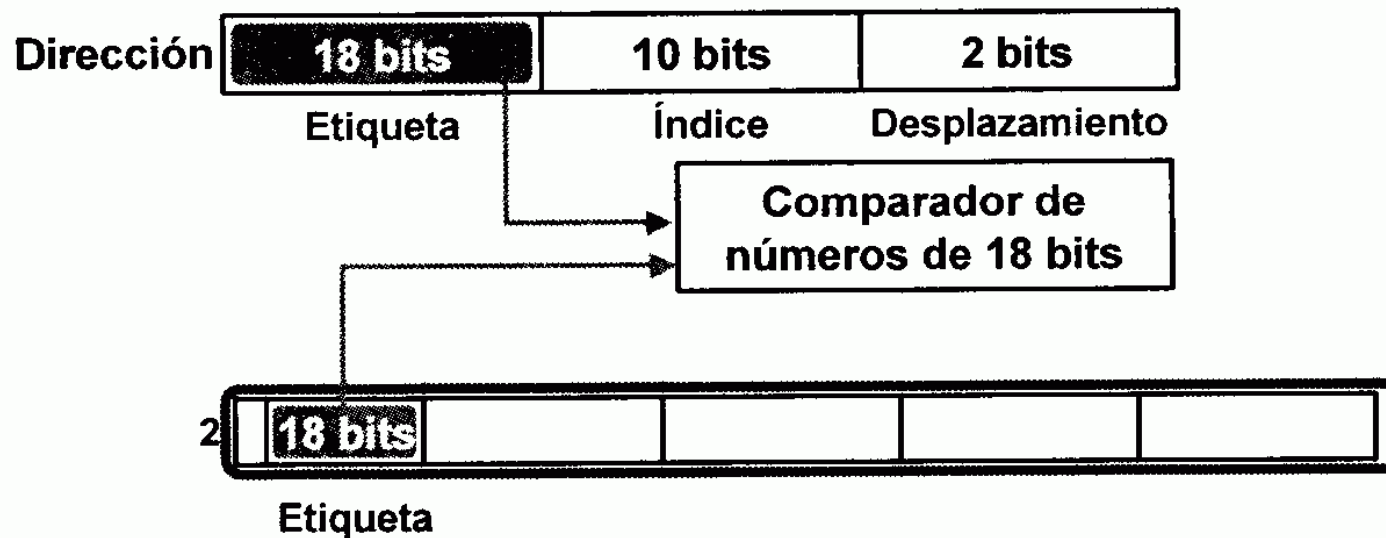 Dirección 18 bits 10 bits 2 bits
Etiqueta Índice Desplazamiento
Comparador de
números de 18 bits
2 18 bits
Etiqueta